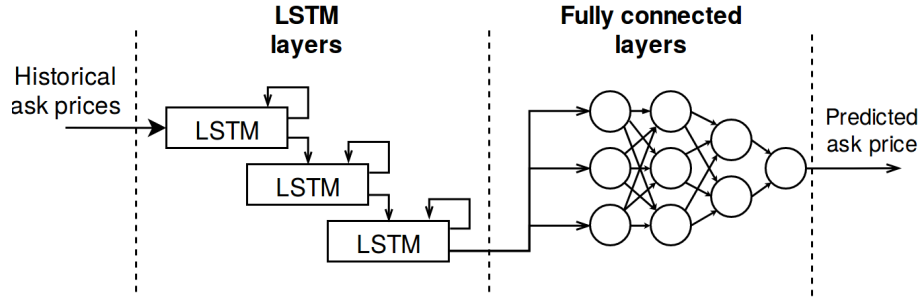 LSTM
layers
Fully connected
layers
Historical
ask prices
LSTM
LSTM
LSTM
Predicted
ask price